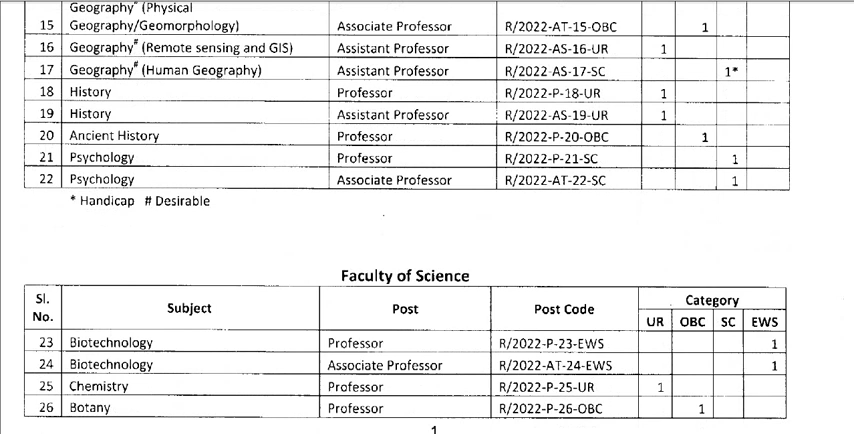 Geography# (Physical
15 Geography/Geomorphology) Associate Professor R/2022-AT-15-OBC 1
16 Geography# (Remote sensing and GIS) Assistant Professor R/2022-AS-16-UR 1
17 Geography# (Human Geography) Assistant Professor R/2022-AS-17-SC 1*
18 History Professor R/2022-P-18-UR 1
19 History Assistant Professor R/2022-AS-19-UR 1
20 Ancient History Professor R/2022-P-20-OBC 1
21 Psychology Professor R/2022-P-21-SC 1
22 Psychology Associate Professor R/2022-AT-22-SC 1
* Handicap # Desirable
Faculty of Science
Sl. No. Subject Post Post Code Category
UR OBC SC EWS
23 Biotechnology Professor R/2022-P-23-EWS 1
24 Biotechnology Associate Professor R/2022-AT-24-EWS 1
25 Chemistry Professor R/2022-P-25-UR 1
26 Botany Professor R/2022-P-26-OBC 1
1